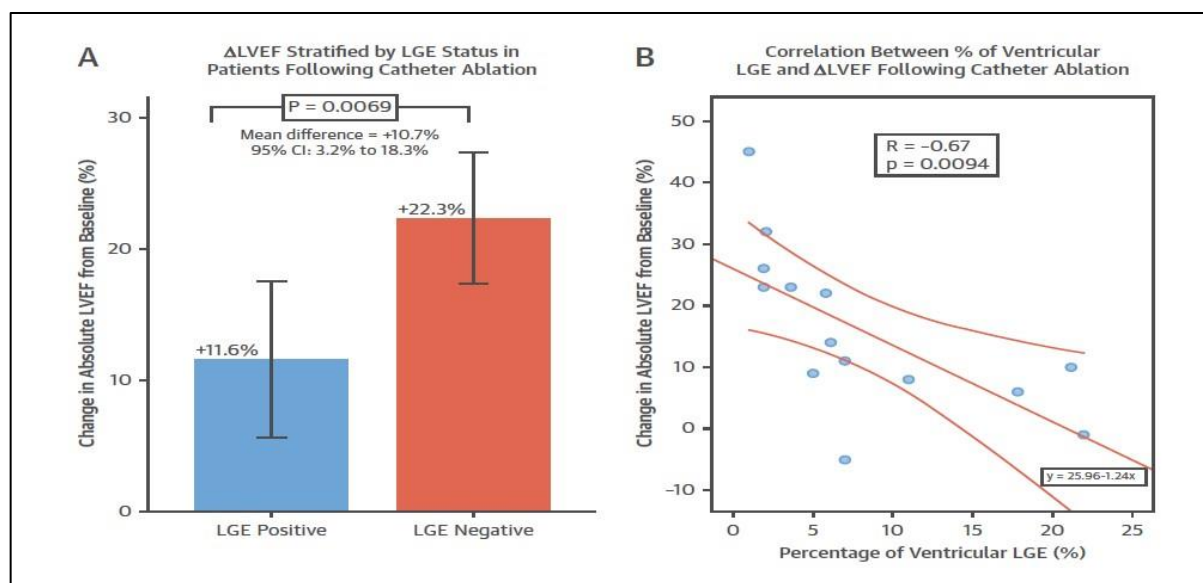 A
ΔLVEF Stratified by LGE Status in
Patients Following Catheter Ablation
Change in Absolute LVEF from Baseline (%)
30
20
10
0
P = 0.0069
Mean difference = +10.7%
95% CI: 3.2% to 18.3%
+22.3%
+11.6%
LGE Positive
LGE Negative
B
Correlation Between % of Ventricular
LGE and ΔLVEF Following Catheter Ablation
Change in Absolute LVEF from Baseline (%)
50
40
30
20
10
0
–10
R = –0.67
p = 0.0094
y = 25.96-1.24x
0
5
10
15
20
25
Percentage of Ventricular LGE (%)